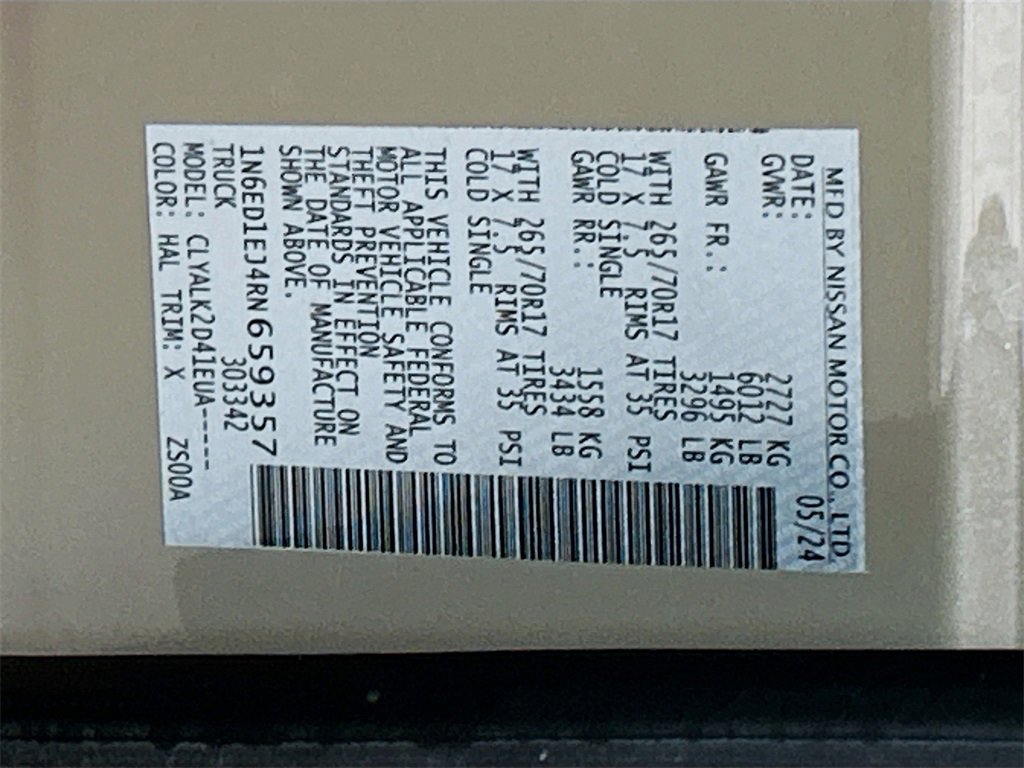 MFD BY NISSAN MOTOR CO., LTD.
DATE: 05/24
GVWR: 2727 KG
6012 LB
GAWR FR.: 1495 KG
3296 LB
WITH 265/70R17 TIRES
17 X 7.5 RIMS AT 35 PSI
COLD SINGLE
GAWR RR.: 1558 KG
3434 LB
WITH 265/70R17 TIRES
17 X 7.5 RIMS AT 35 PSI
COLD SINGLE
THIS VEHICLE CONFORMS TO
ALL APPLICABLE FEDERAL
MOTOR VEHICLE SAFETY AND
THEFT PREVENTION
STANDARDS IN EFFECT ON
THE DATE OF MANUFACTURE
SHOWN ABOVE.
1N6ED1EJ4RN659357
TRUCK 303342
MODEL: CLYALK2D41EUA-----
COLOR: HAL TRIM: X ZS00A